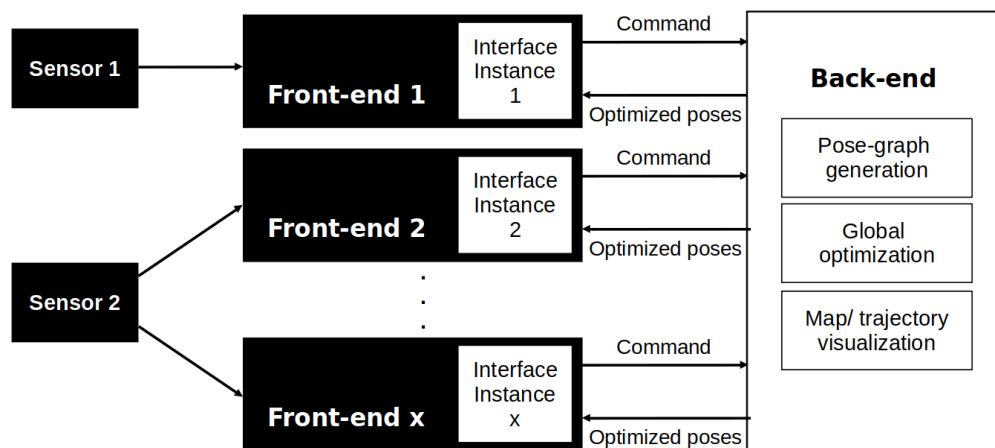 Sensor 1
Front-end 1
Interface
Instance
1
Command
Optimized poses
Sensor 2
Front-end 2
Interface
Instance
2
Command
Optimized poses
.
.
.
Front-end x
Interface
Instance
x
Command
Optimized poses
Back-end
Pose-graph
generation
Global
optimization
Map/ trajectory
visualization